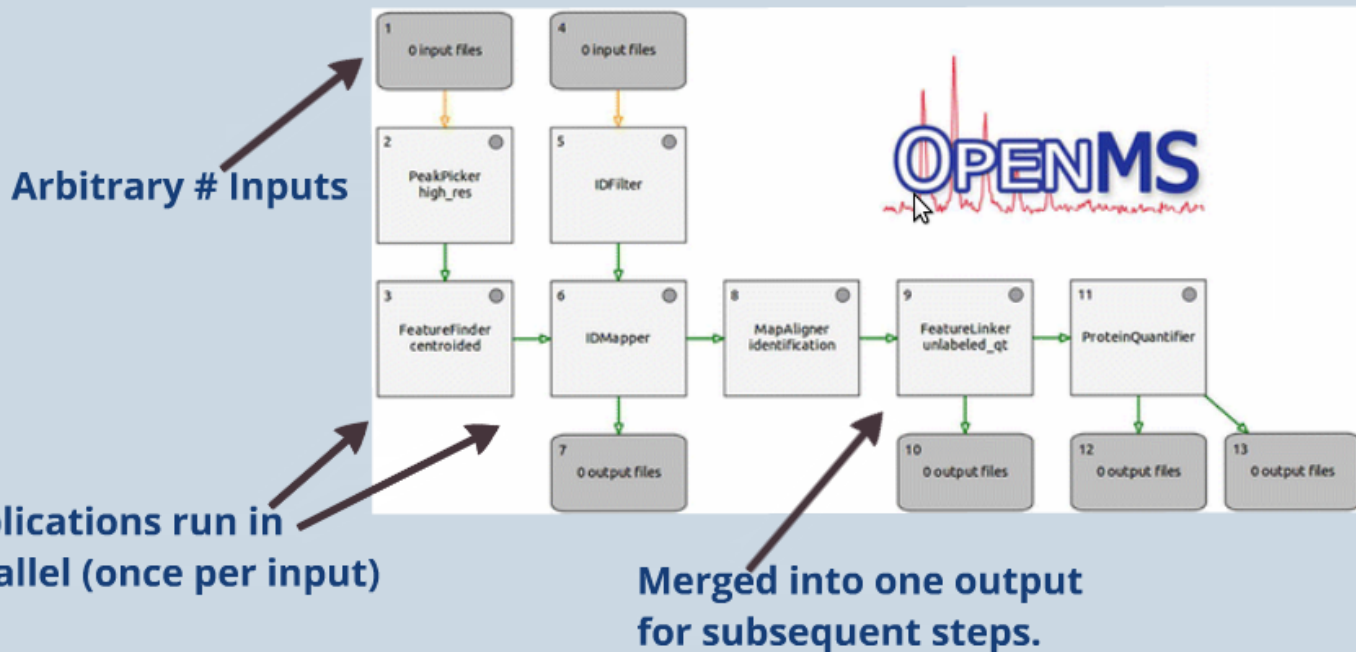 1
0 input files
4
0 input files
2
PeakPicker
high_res
5
IDFilter
OPENMS
Arbitrary # Inputs
3
FeatureFinder
centroided
6
IDMapper
8
MapAligner
identification
9
FeatureLinker
unlabeled_qt
11
ProteinQuantifier
7
0 output files
10
0 output files
12
0 output files
13
0 output files
plications run in
allel (once per input)
Merged into one output
for subsequent steps.